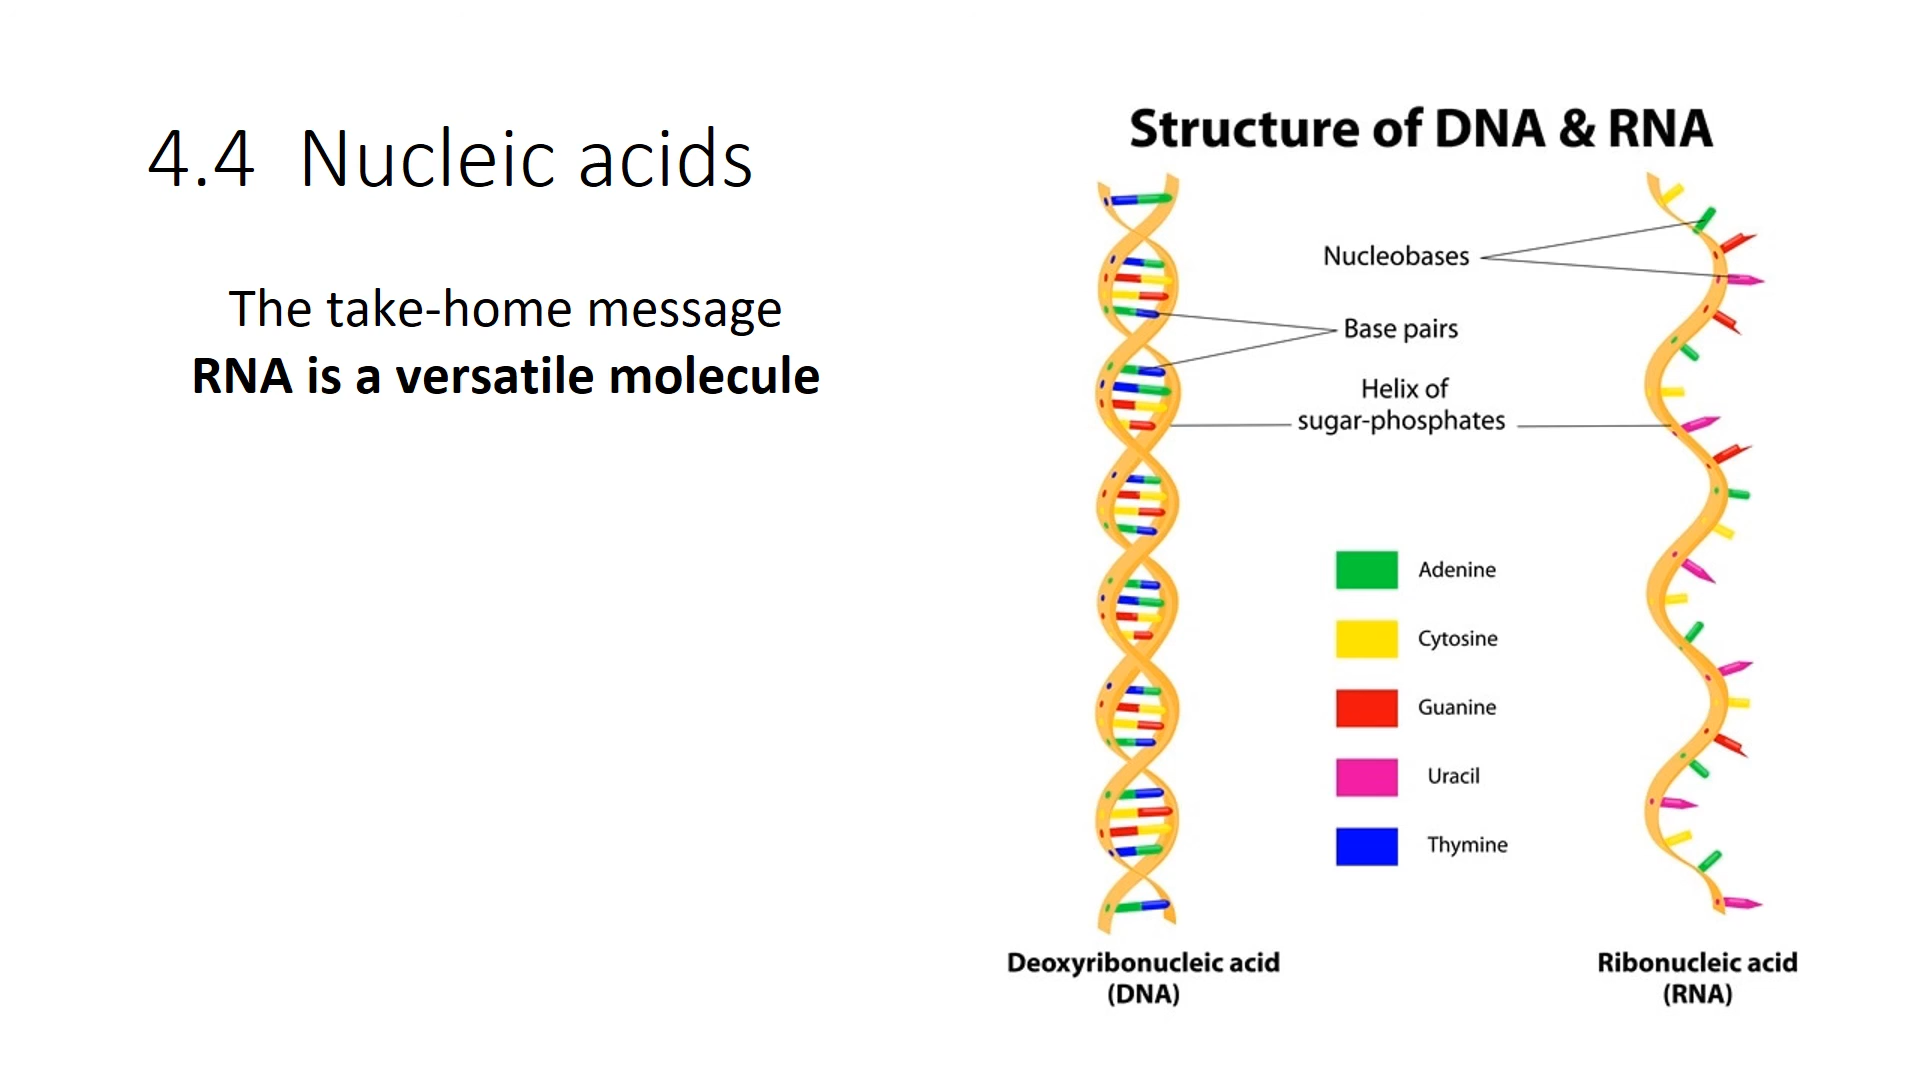 4.4 Nucleic acids
The take-home message
RNA is a versatile molecule
Structure of DNA & RNA
Nucleobases
Base pairs
Helix of
sugar-phosphates
Adenine
Cytosine
Guanine
Uracil
Thymine
Deoxyribonucleic acid
(DNA)
Ribonucleic acid
(RNA)